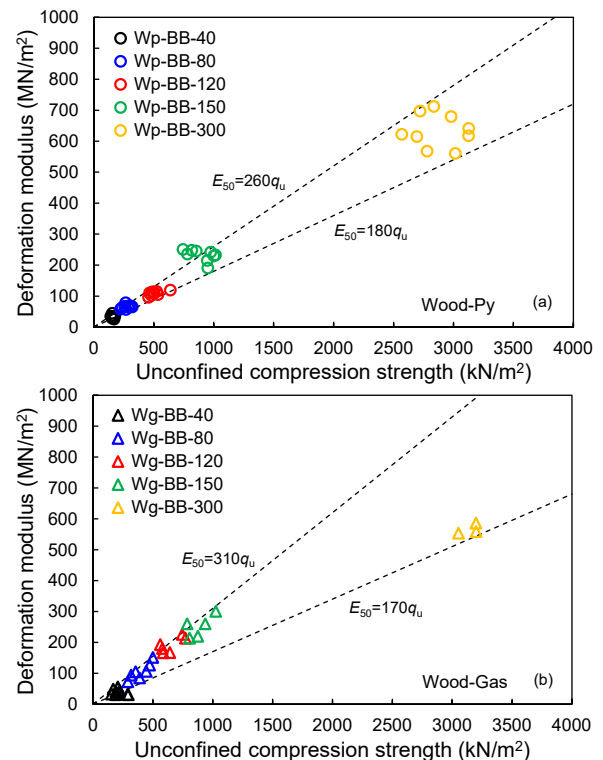 1000
900
800
700
600
500
400
300
200
100
0
Deformation modulus (MN/m²)
Wp-BB-40
Wp-BB-80
Wp-BB-120
Wp-BB-150
Wp-BB-300
E₅₀=260qᵤ
E₅₀=180qᵤ
Wood-Py (a)
0 500 1000 1500 2000 2500 3000 3500 4000
Unconfined compression strength (kN/m²)
1000
900
800
700
600
500
400
300
200
100
0
Deformation modulus (MN/m²)
Wg-BB-40
Wg-BB-80
Wg-BB-120
Wg-BB-150
Wg-BB-300
E₅₀=310qᵤ
E₅₀=170qᵤ
Wood-Gas (b)
0 500 1000 1500 2000 2500 3000 3500 4000
Unconfined compression strength (kN/m²)